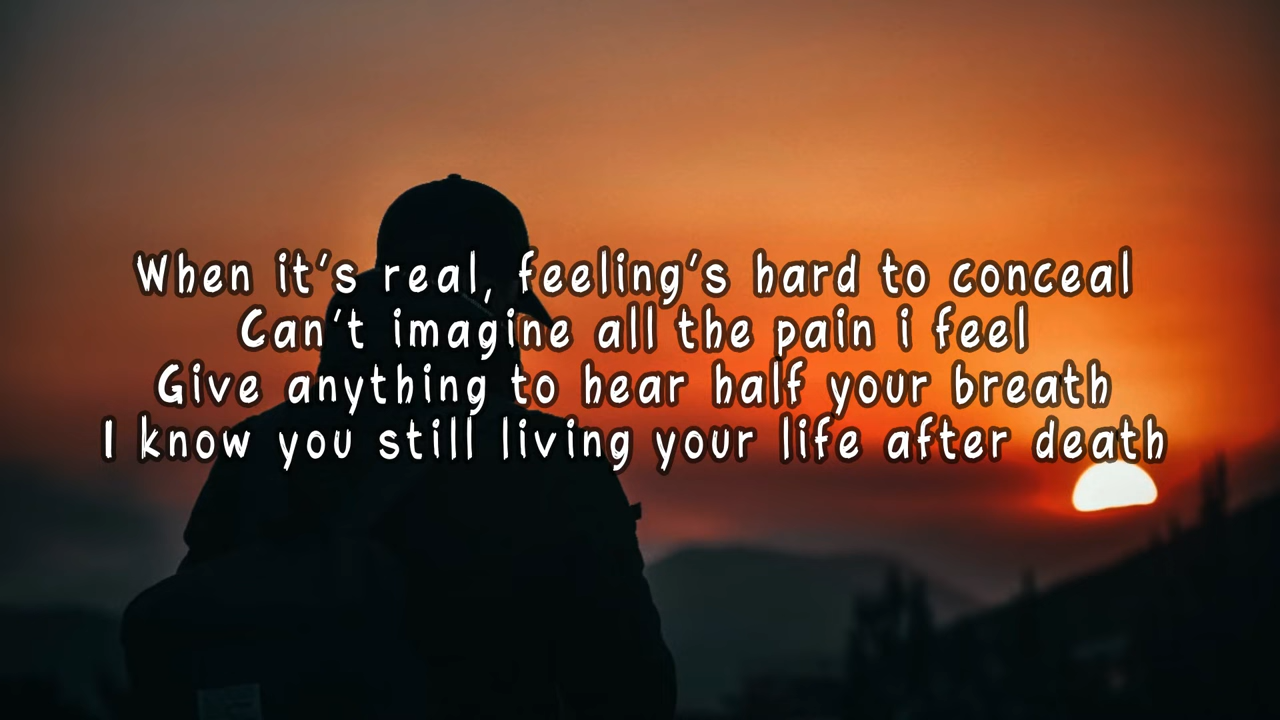 When it's real, feeling's hard to conceal
Can't imagine all the pain i feel
Give anything to hear half your breath
I know you still living your life after death